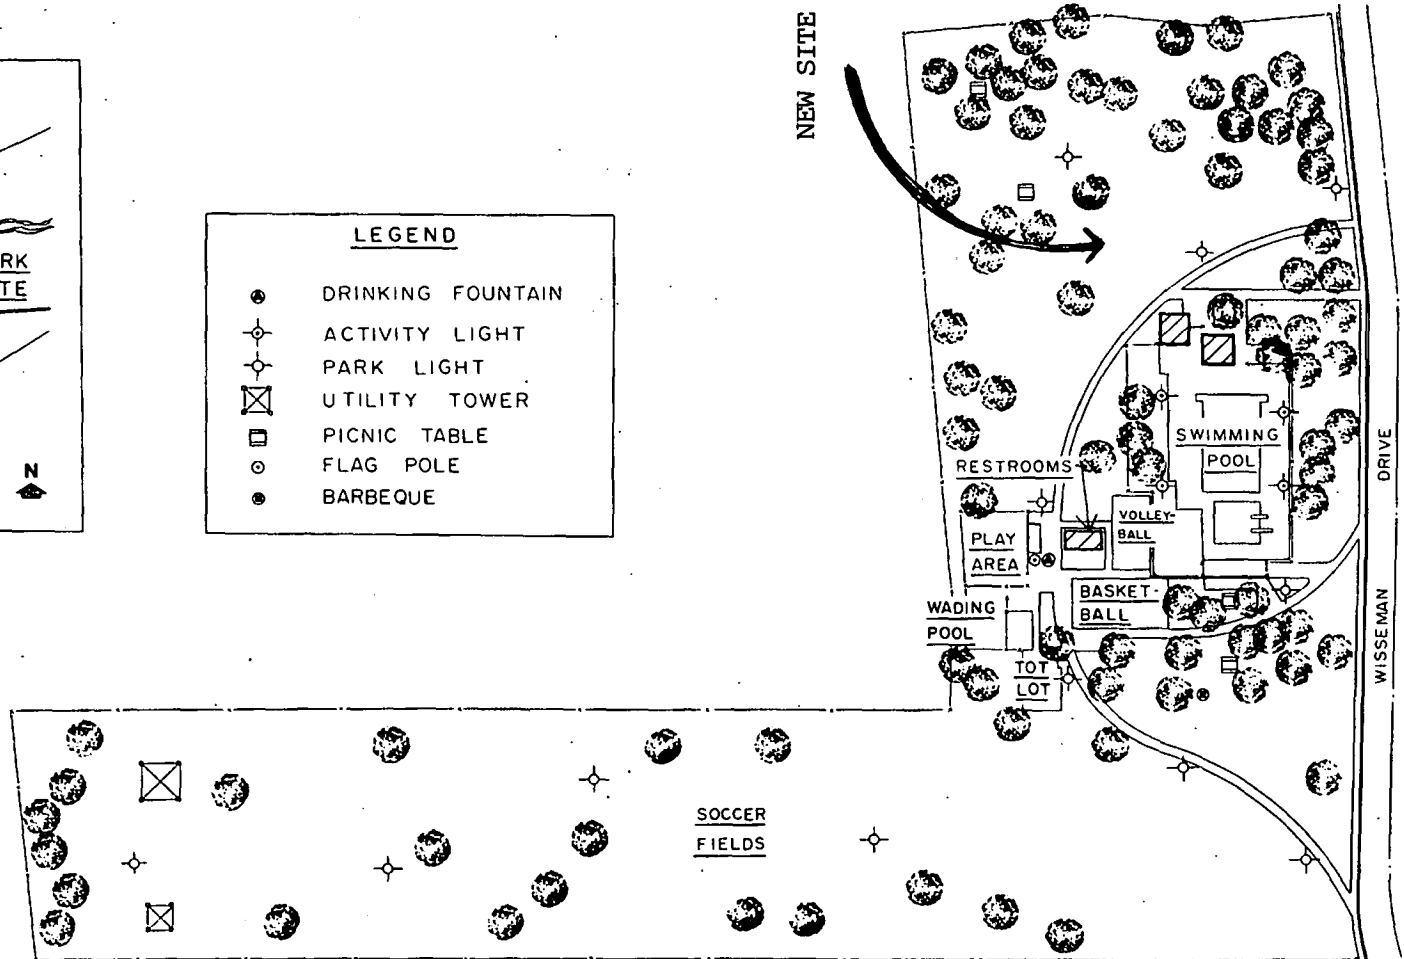 NEW SITE
RK
TE
N
LEGEND
DRINKING FOUNTAIN
ACTIVITY LIGHT
PARK LIGHT
UTILITY TOWER
PICNIC TABLE
FLAG POLE
BARBEQUE
SWIMMING
POOL
RESTROOMS
VOLLEY-
BALL
PLAY
AREA
BASKET-
BALL
WADING
POOL
TOT
LOT
WISSEMAN DRIVE
SOCCER
FIELDS